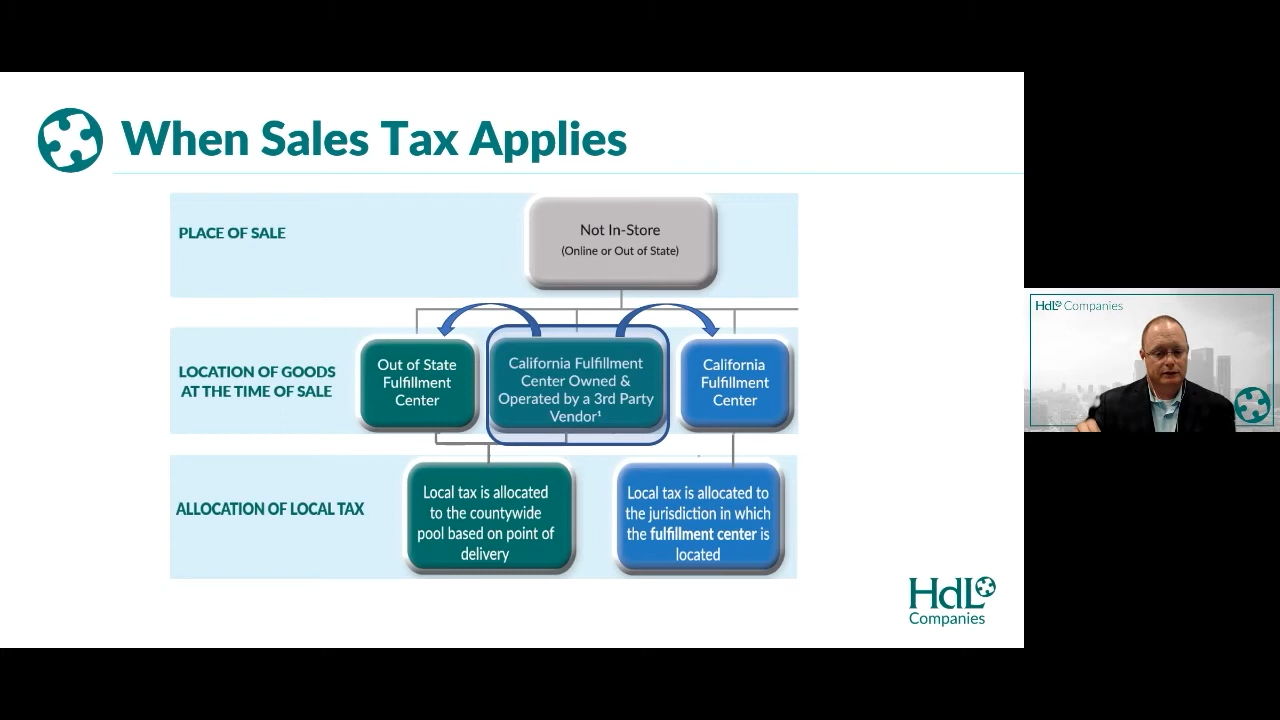 When Sales Tax Applies
PLACE OF SALE
Not In-Store
(Online or Out of State)
LOCATION OF GOODS
AT THE TIME OF SALE
Out of State
Fulfillment
Center
California Fulfillment
Center Owned &
Operated by a 3rd Party
Vendor¹
California
Fulfillment
Center
ALLOCATION OF LOCAL TAX
Local tax is allocated
to the countywide
pool based on point of
delivery
Local tax is allocated to
the jurisdiction in which
the fulfillment center is
located
HdL
Companies
HdL Companies